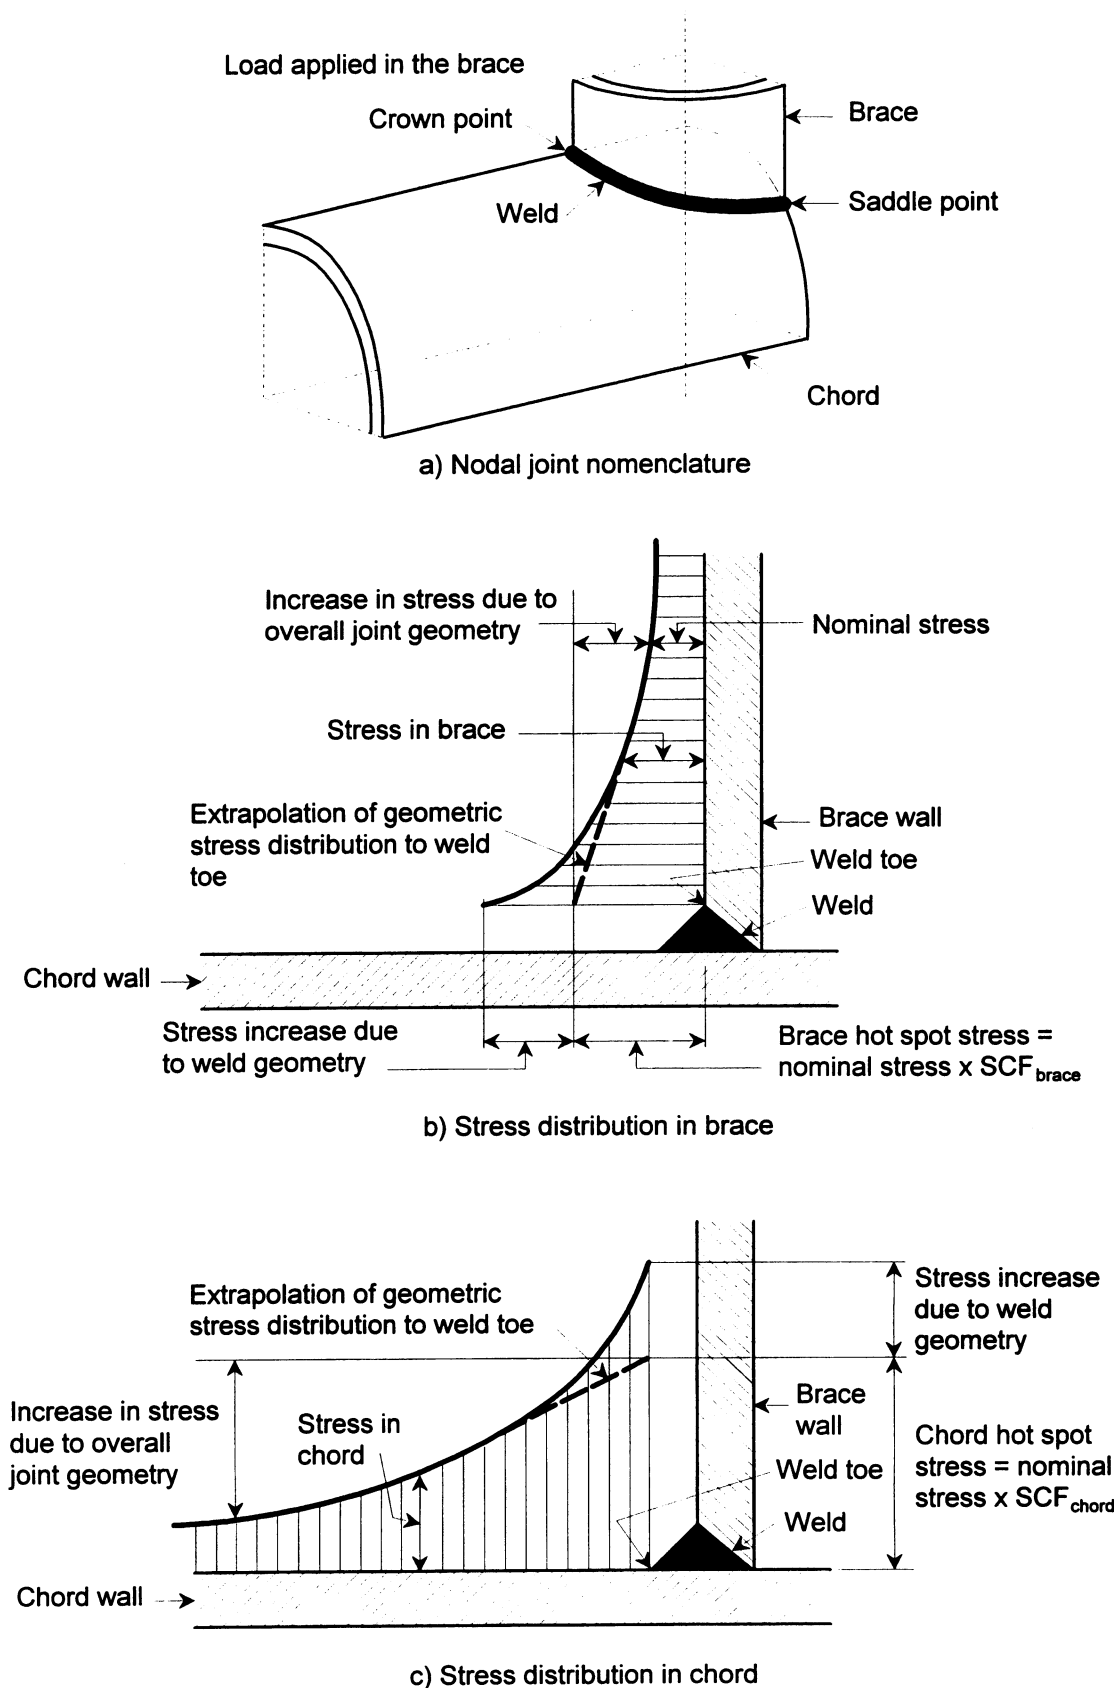 Load applied in the brace
Crown point
Brace
Weld
Saddle point
Chord
a) Nodal joint nomenclature
Increase in stress due to
overall joint geometry
Nominal stress
Stress in brace
Extrapolation of geometric
stress distribution to weld
toe
Brace wall
Weld toe
Weld
Chord wall
Stress increase due
to weld geometry
Brace hot spot stress =
nominal stress x SCF brace
b) Stress distribution in brace
Extrapolation of geometric
stress distribution to weld toe
Stress increase
due to weld
geometry
Increase in stress
due to overall
joint geometry
Stress in
chord
Brace
wall
Chord hot spot
stress = nominal
stress x SCF chord
Weld toe
Weld
Chord wall
c) Stress distribution in chord